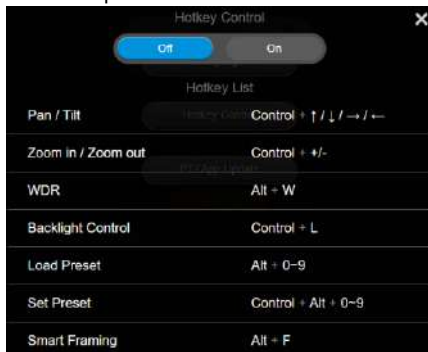 Hotkey Control
Off On
Hotkey List
Pan / Tilt Control + ↑ / ↓ / → / ←
Zoom in / Zoom out Control + +/-
WDR Alt + W
Backlight Control Control + L
Load Preset Alt + 0~9
Set Preset Control + Alt + 0~9
Smart Framing Alt + F